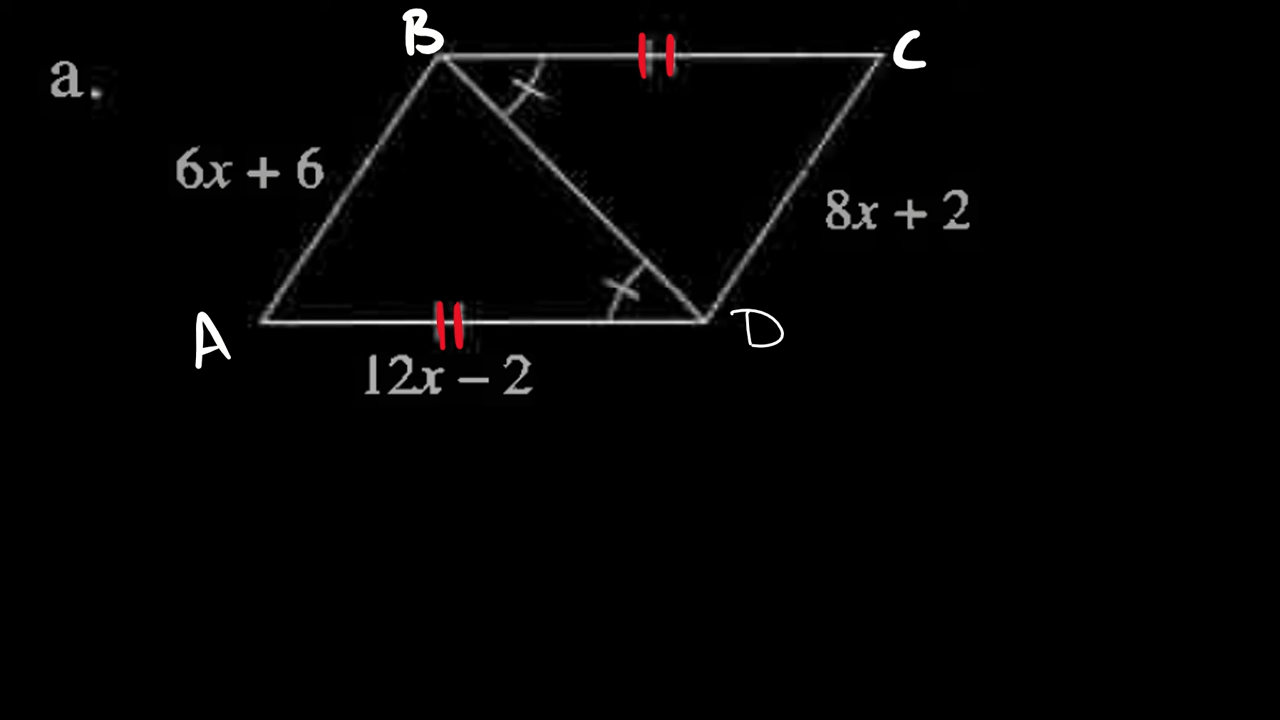 a.
B
C
6x + 6
8x + 2
A
D
12x – 2